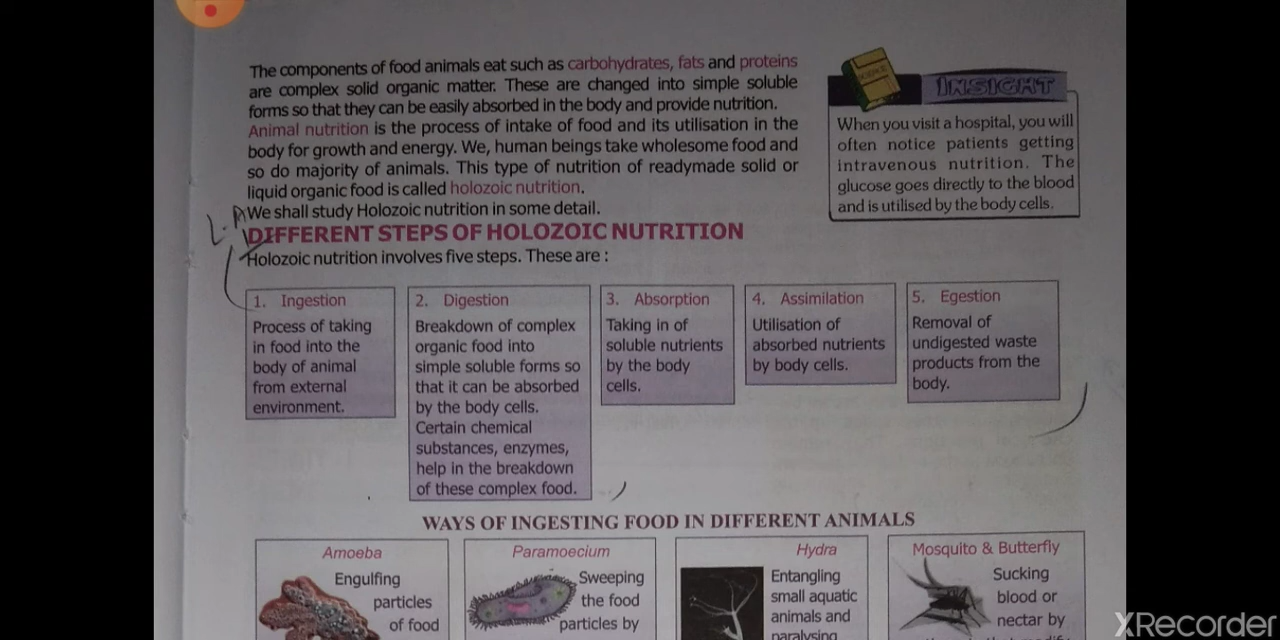 The components of food animals eat such as carbohydrates, fats and proteins
are complex solid organic matter. These are changed into simple soluble
forms so that they can be easily absorbed in the body and provide nutrition.
Animal nutrition is the process of intake of food and its utilisation in the
body for growth and energy. We, human beings take wholesome food and
so do majority of animals. This type of nutrition of readymade solid or
liquid organic food is called holozoic nutrition.
We shall study Holozoic nutrition in some detail.
SCIENCE
INSIGHT
When you visit a hospital, you will
often notice patients getting
intravenous nutrition. The
glucose goes directly to the blood
and is utilised by the body cells.
DIFFERENT STEPS OF HOLOZOIC NUTRITION
Holozoic nutrition involves five steps. These are :
1. Ingestion
Process of taking
in food into the
body of animal
from external
environment.
2. Digestion
Breakdown of complex
organic food into
simple soluble forms so
that it can be absorbed
by the body cells.
Certain chemical
substances, enzymes,
help in the breakdown
of these complex food.
3. Absorption
Taking in of
soluble nutrients
by the body
cells.
4. Assimilation
Utilisation of
absorbed nutrients
by body cells.
5. Egestion
Removal of
undigested waste
products from the
body.
WAYS OF INGESTING FOOD IN DIFFERENT ANIMALS
Amoeba
Engulfing
particles
of food
Paramoecium
Sweeping
the food
particles by
Hydra
Entangling
small aquatic
animals and
paralysing
Mosquito & Butterfly
Sucking
blood or
nectar by
XRecorder